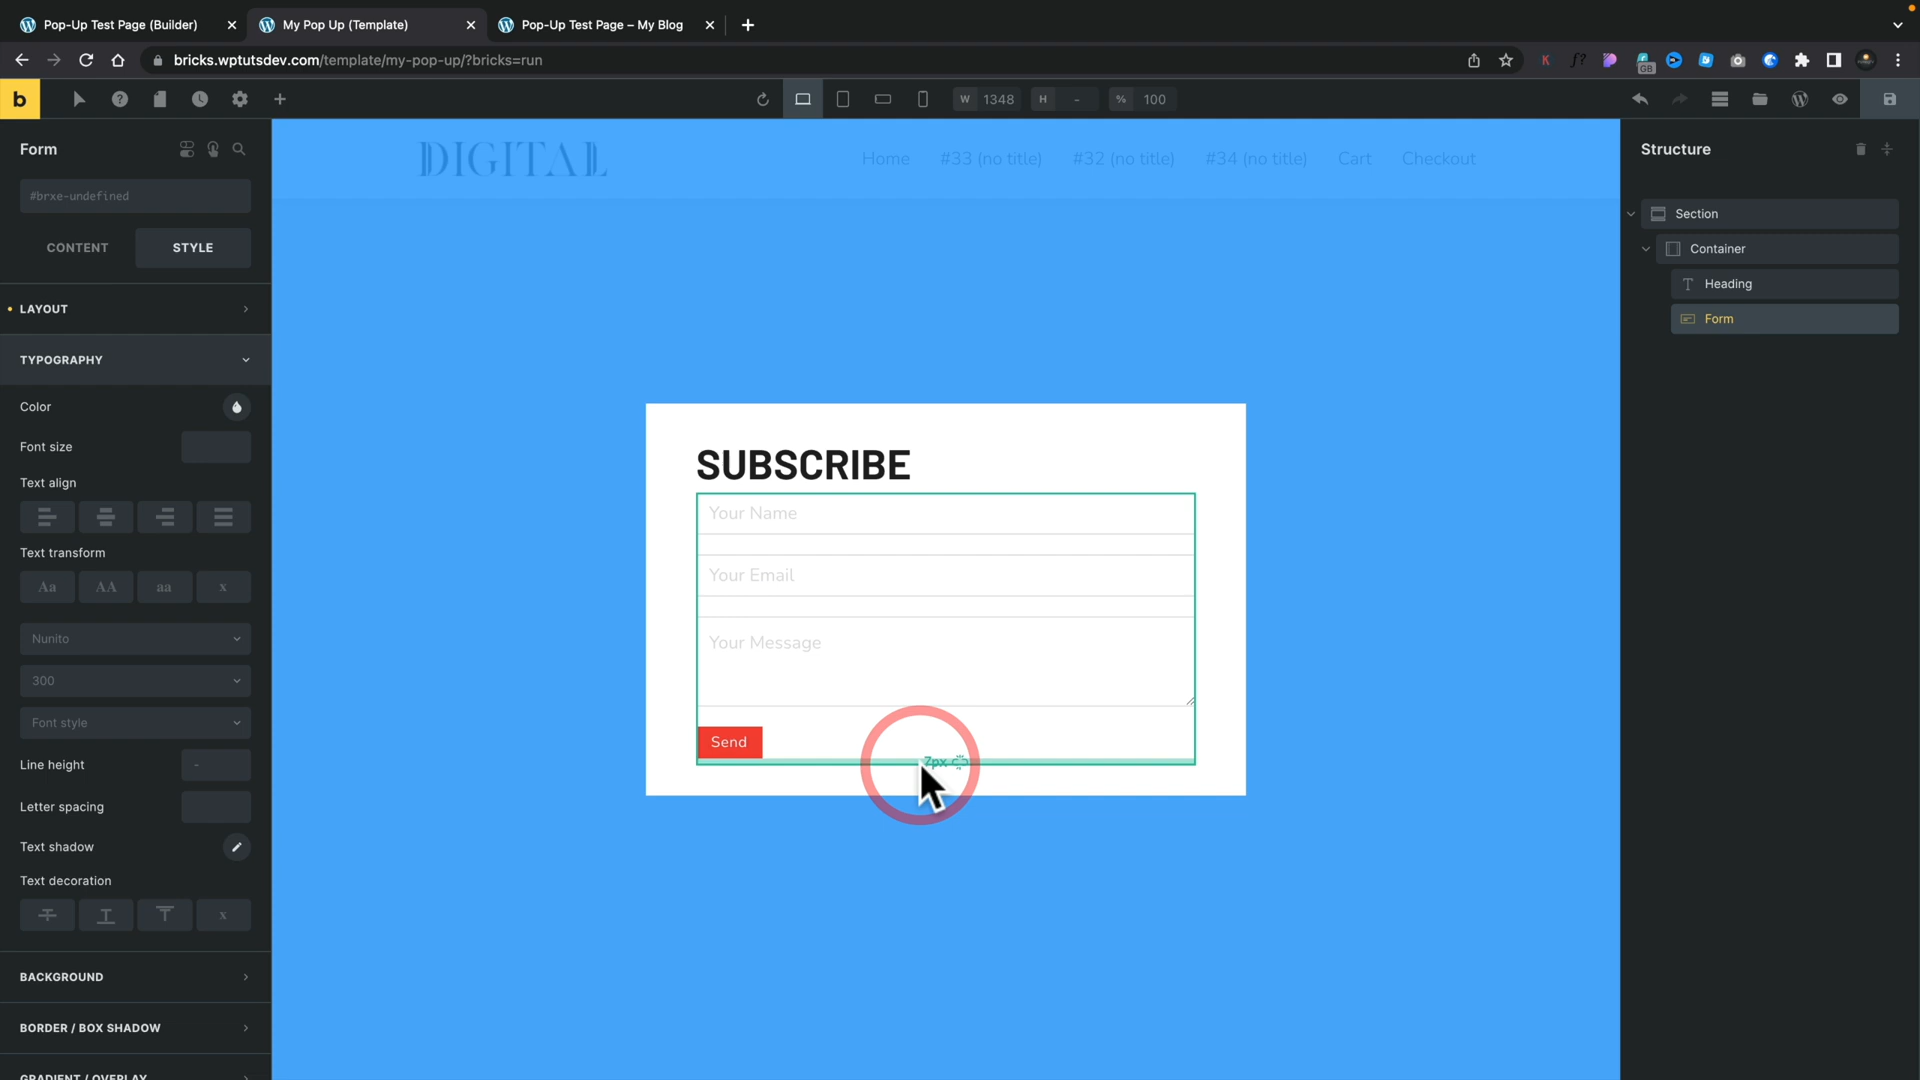 Pop-Up Test Page (Builder)
My Pop Up (Template)
Pop-Up Test Page – My Blog
bricks.wptutsdev.com/template/my-pop-up/?bricks=run
K
f?
GB
b
W 1348
H -
% 100
Form
#brxe-undefined
CONTENT
STYLE
LAYOUT
TYPOGRAPHY
Color
Font size
Text align
Text transform
Aa
AA
aa
x
Nunito
300
Font style
Line height
-
Letter spacing
Text shadow
Text decoration
x
BACKGROUND
BORDER / BOX SHADOW
GRADIENT / OVERLAY
DIGITAL
Home
#33 (no title)
#32 (no title)
#34 (no title)
Cart
Checkout
SUBSCRIBE
Your Name
Your Email
Your Message
Send
7px
Structure
Section
Container
Heading
Form